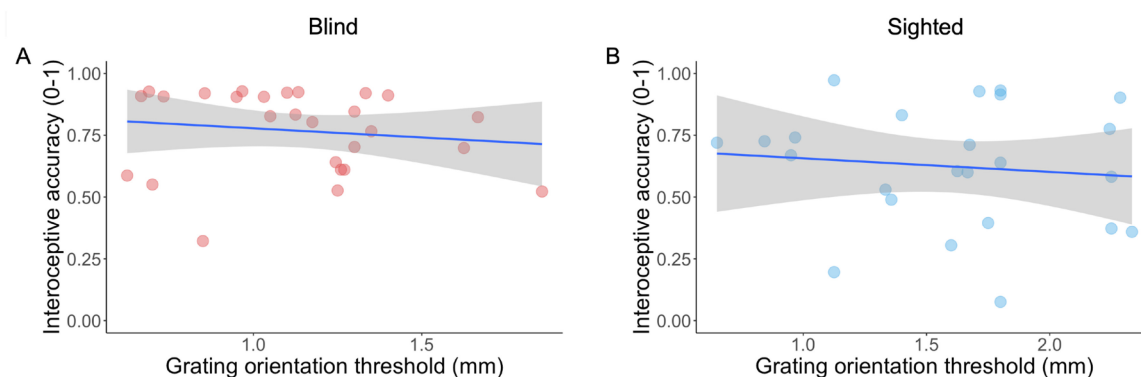 Blind
A
Interoceptive accuracy (0-1)
1.00
0.75
0.50
0.25
0.00
1.0 1.5
Grating orientation threshold (mm)
Sighted
B
Interoceptive accuracy (0-1)
1.00
0.75
0.50
0.25
0.00
1.0 1.5 2.0
Grating orientation threshold (mm)